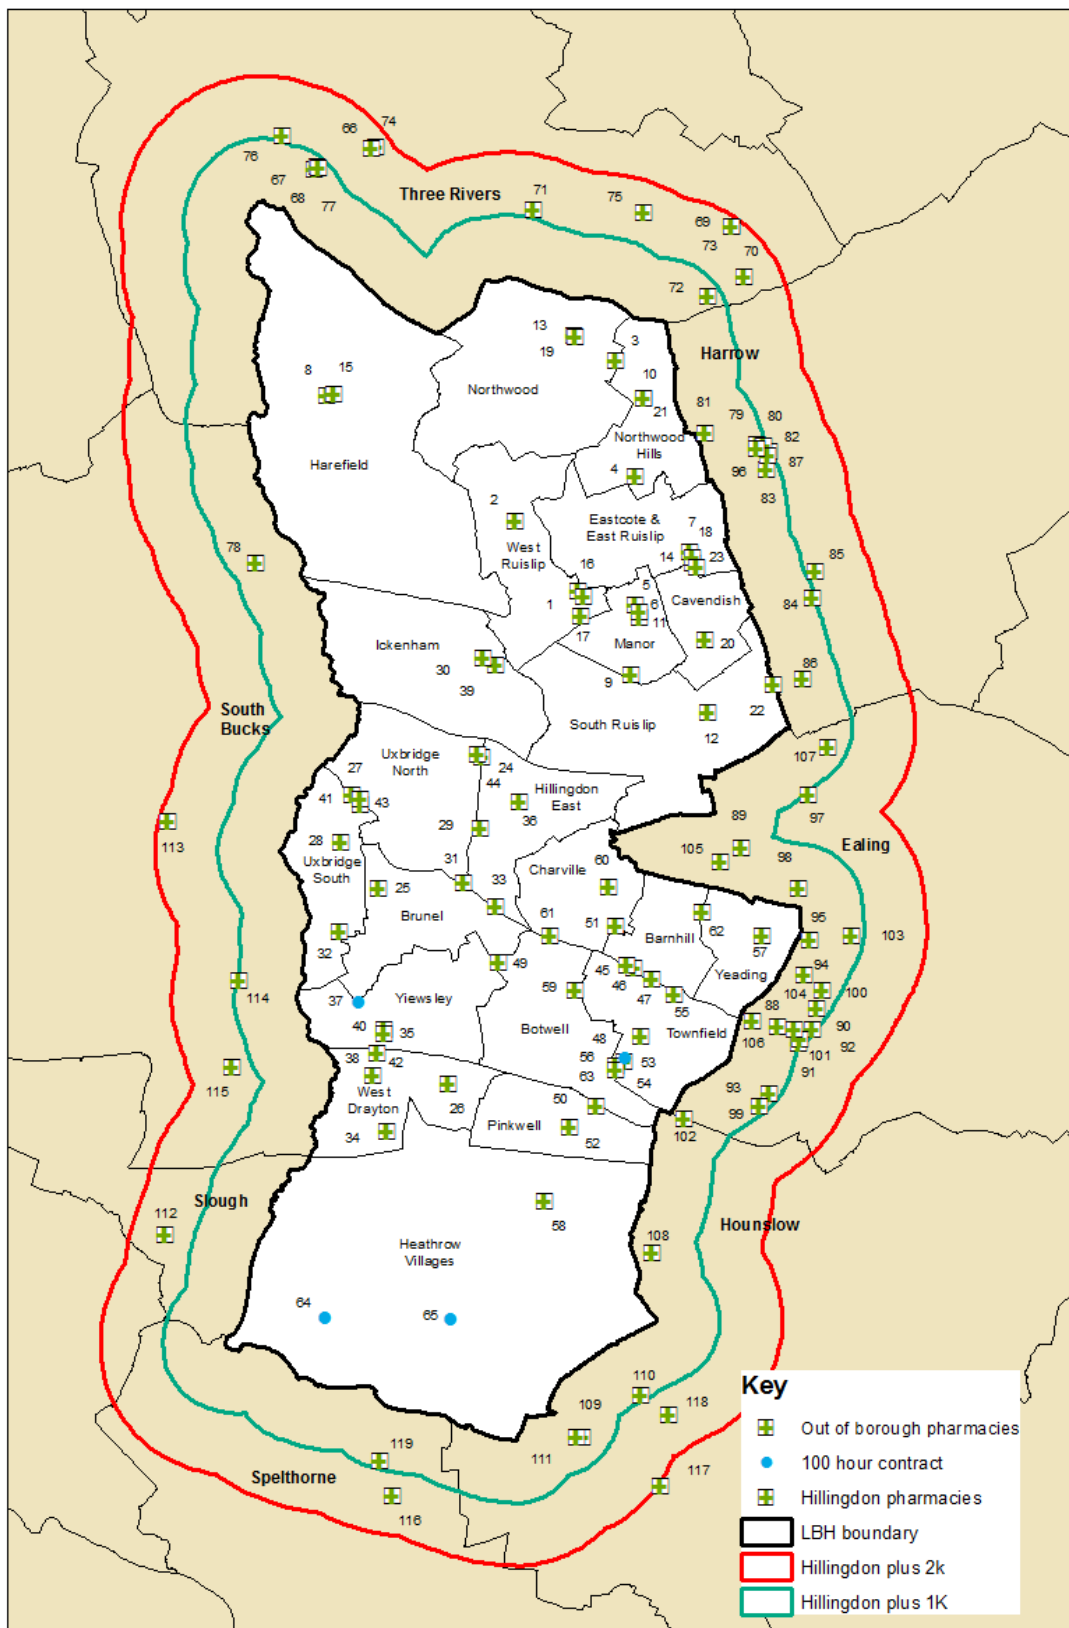 74
66
76
67
68
77
Three Rivers
71
75
69
73
70
72
13
19
3
10
21
Harrow
8
15
Northwood
81
79
80
82
87
96
83
Northwood
Hills
4
Harefield
2
Eastcote &
East Ruislip
7
18
14
23
West
Ruislip
16
78
85
84
1
5
6
11
Cavendish
17
Manor
20
Ickenham
30
39
9
86
22
South
Bucks
South Ruislip
12
107
Uxbridge
North
27
24
44
Hillingdon
East
41
43
36
97
113
28
29
89
105
98
Ealing
Uxbridge
South
25
31
33
Charville
60
Brunel
61
51
Barnhill
62
57
95
103
32
49
45
46
47
Yeading
94
104
100
114
37
Yiewsley
59
55
88
40
35
Botwell
48
Townfield
106
90
92
101
91
38
42
56
53
63
54
115
West
Drayton
26
50
93
99
34
Pinkwell
52
102
Slough
112
58
Hounslow
Heathrow
Villages
108
64
65
110
118
109
111
119
Spelthorne
116
117
Key
Out of borough pharmacies
100 hour contract
Hillingdon pharmacies
LBH boundary
Hillingdon plus 2k
Hillingdon plus 1K